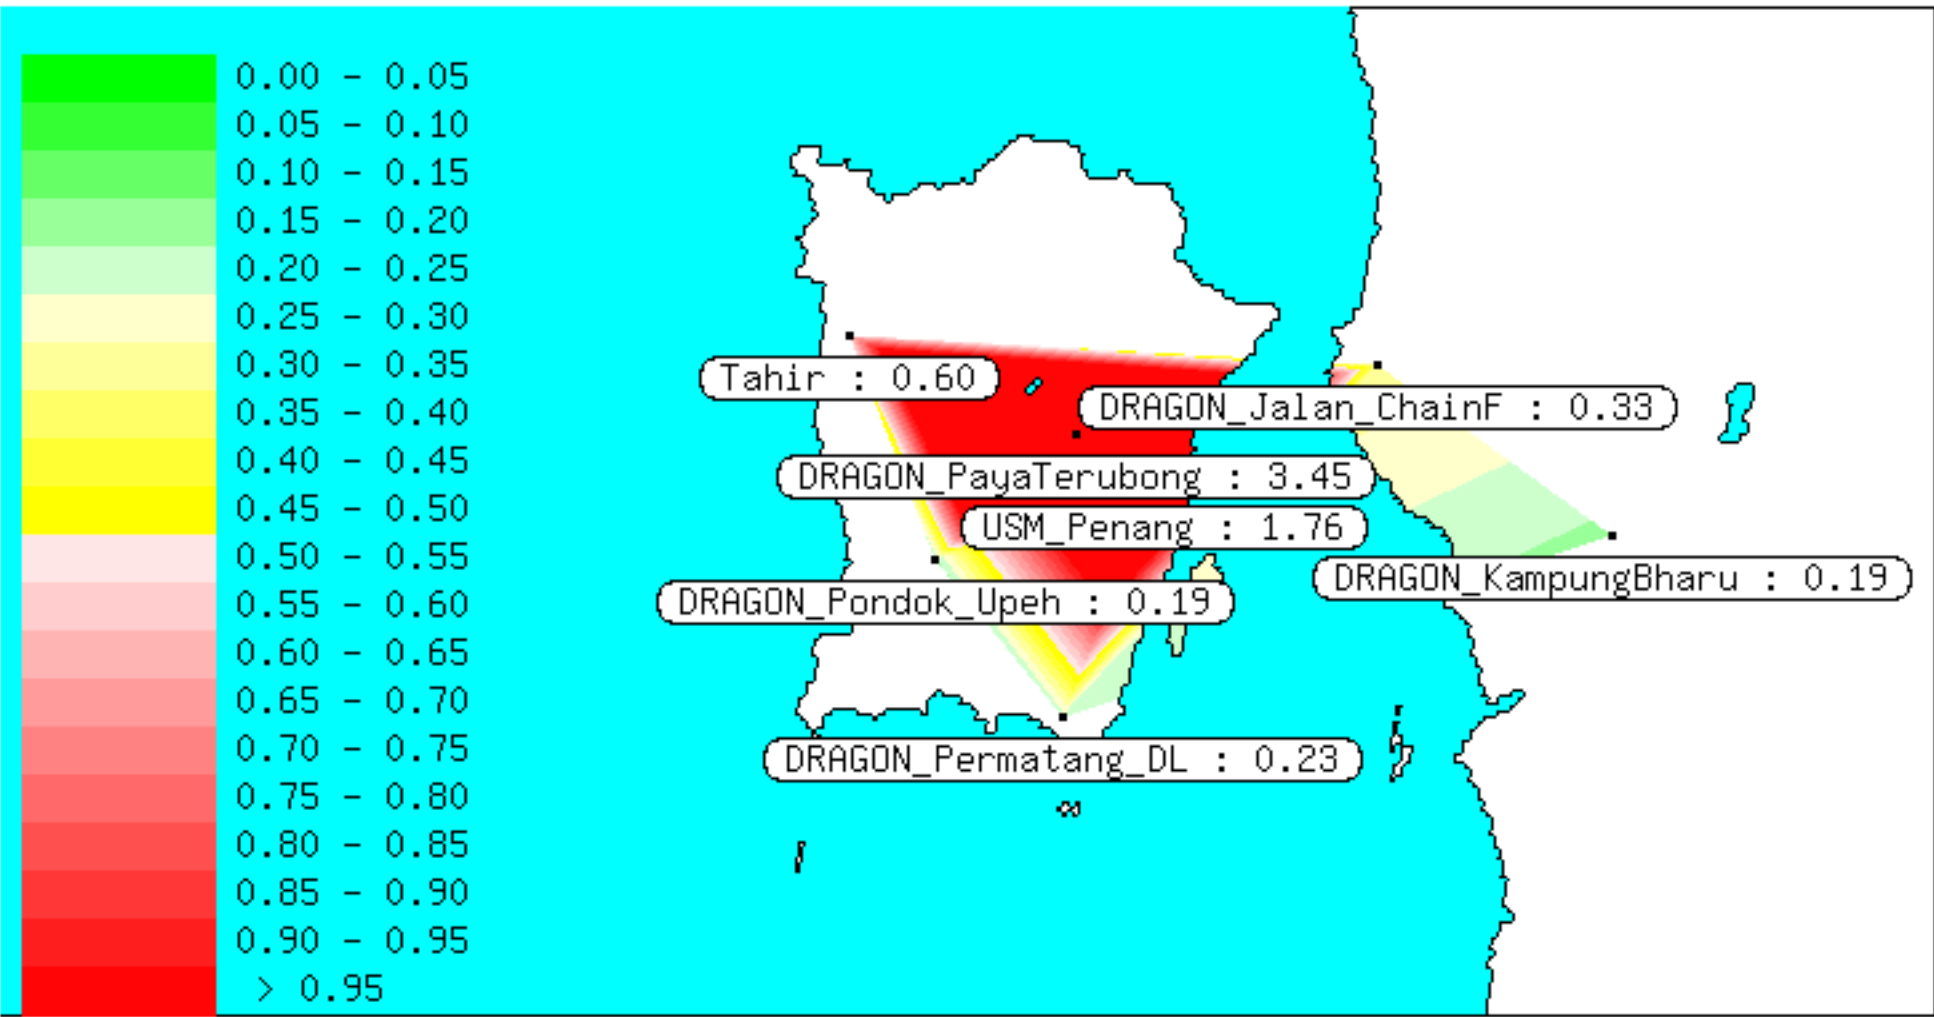 0.00 - 0.05
0.05 - 0.10
0.10 - 0.15
0.15 - 0.20
0.20 - 0.25
0.25 - 0.30
0.30 - 0.35
0.35 - 0.40
0.40 - 0.45
0.45 - 0.50
0.50 - 0.55
0.55 - 0.60
0.60 - 0.65
0.65 - 0.70
0.70 - 0.75
0.75 - 0.80
0.80 - 0.85
0.85 - 0.90
0.90 - 0.95
> 0.95
Tahir : 0.60
DRAGON_Jalan_ChainF : 0.33
DRAGON_PayaTerubong : 3.45
USM_Penang : 1.76
DRAGON_KampungBharu : 0.19
DRAGON_Pondok_Upeh : 0.19
DRAGON_Permatang_DL : 0.23